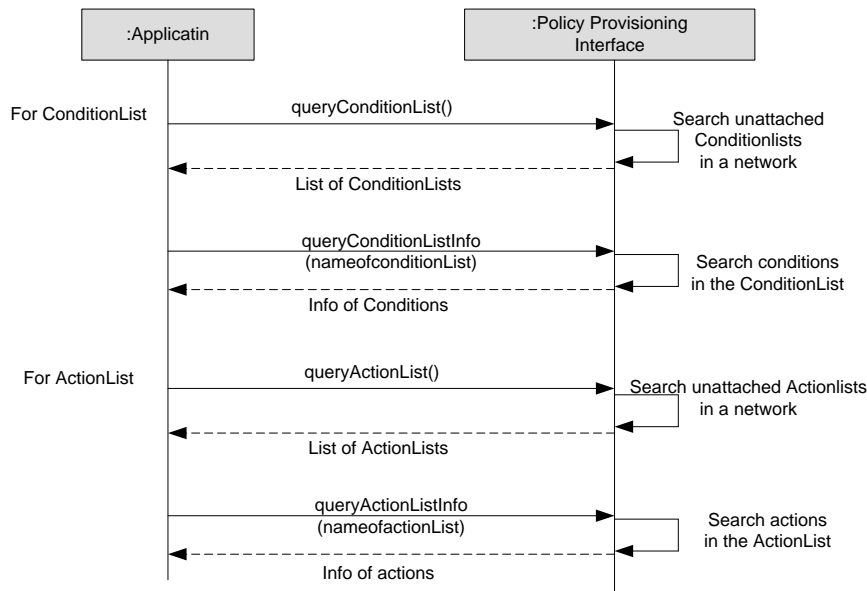 :Applicatin
:Policy Provisioning
Interface
For ConditionList
queryConditionList()
Search unattached
Conditionlists
in a network
List of ConditionLists
queryConditionListInfo
(nameofconditionList)
Search conditions
in the ConditionList
Info of Conditions
For ActionList
queryActionList()
Search unattached Actionlists
in a network
List of ActionLists
queryActionListInfo
(nameofactionList)
Search actions
in the ActionList
Info of actions